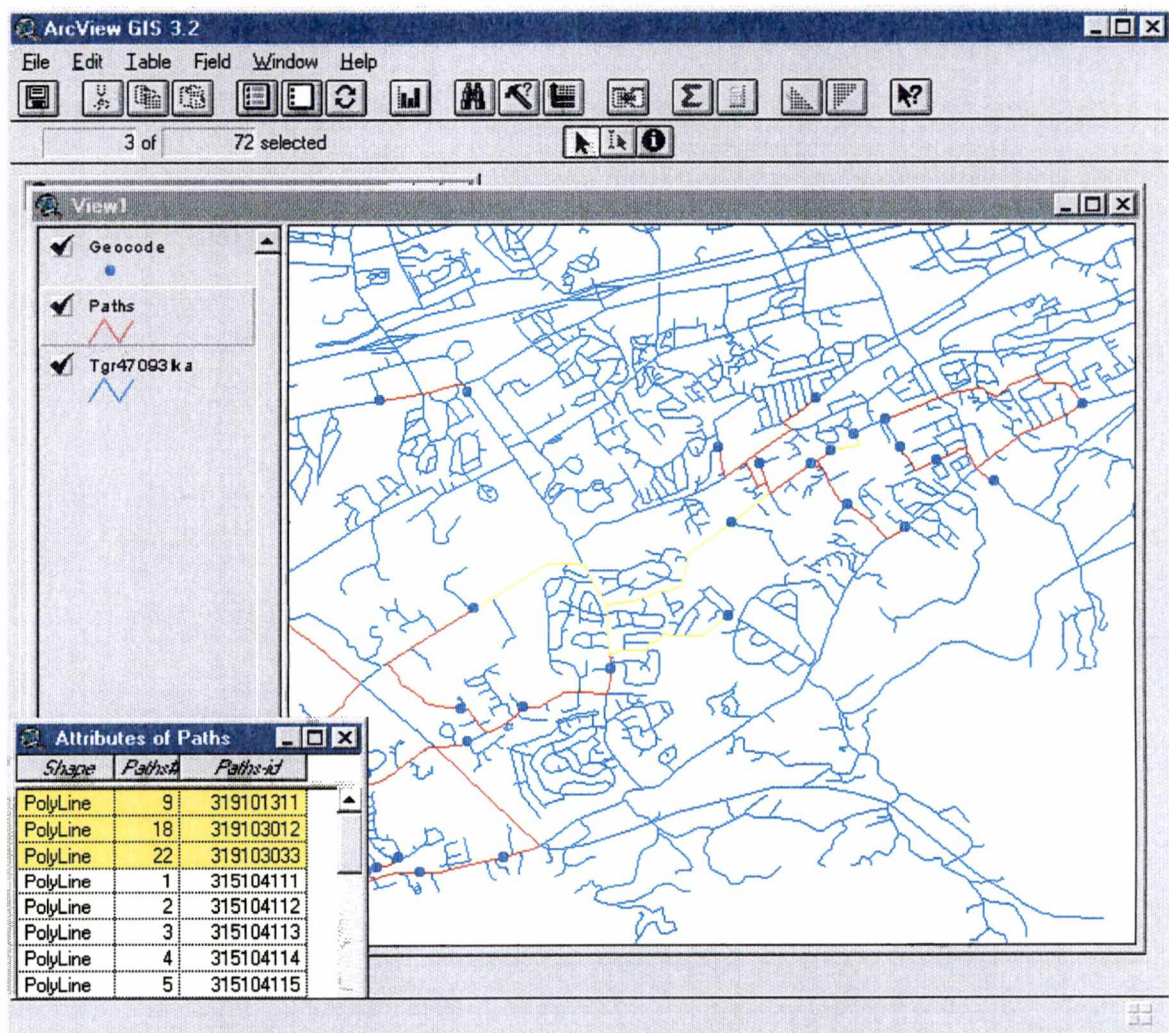 ArcView GIS 3.2
File Edit Table Field Window Help
3 of 72 selected
View1
Geocode
Paths
Tgr47093lka
Attributes of Paths
Shape Paths# Paths-id
PolyLine 9 319101311
PolyLine 18 319103012
PolyLine 22 319103033
PolyLine 1 315104111
PolyLine 2 315104112
PolyLine 3 315104113
PolyLine 4 315104114
PolyLine 5 315104115